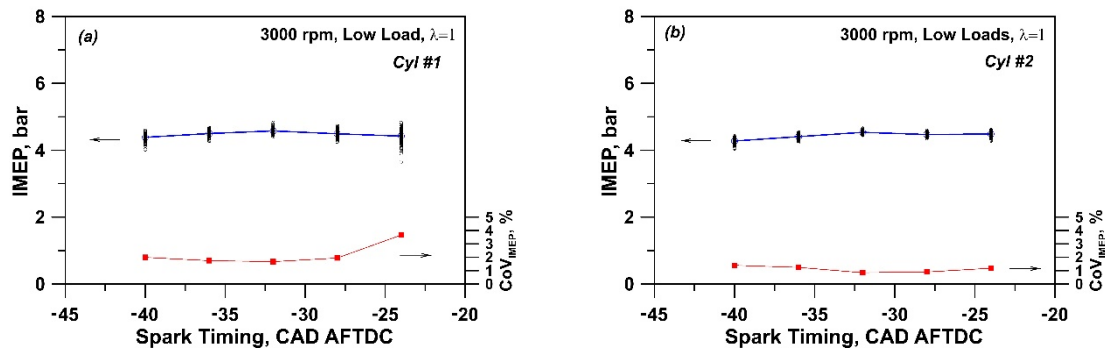 (a)
3000 rpm, Low Load, λ=1
Cyl #1
IMEP, bar
8
6
4
2
0
5
4
3
2
1
0
CoVIMEP, %
-45 -40 -35 -30 -25 -20
Spark Timing, CAD AFTDC
(b)
3000 rpm, Low Loads, λ=1
Cyl #2
IMEP, bar
8
6
4
2
0
5
4
3
2
1
0
CoVIMEP, %
-45 -40 -35 -30 -25 -20
Spark Timing, CAD AFTDC